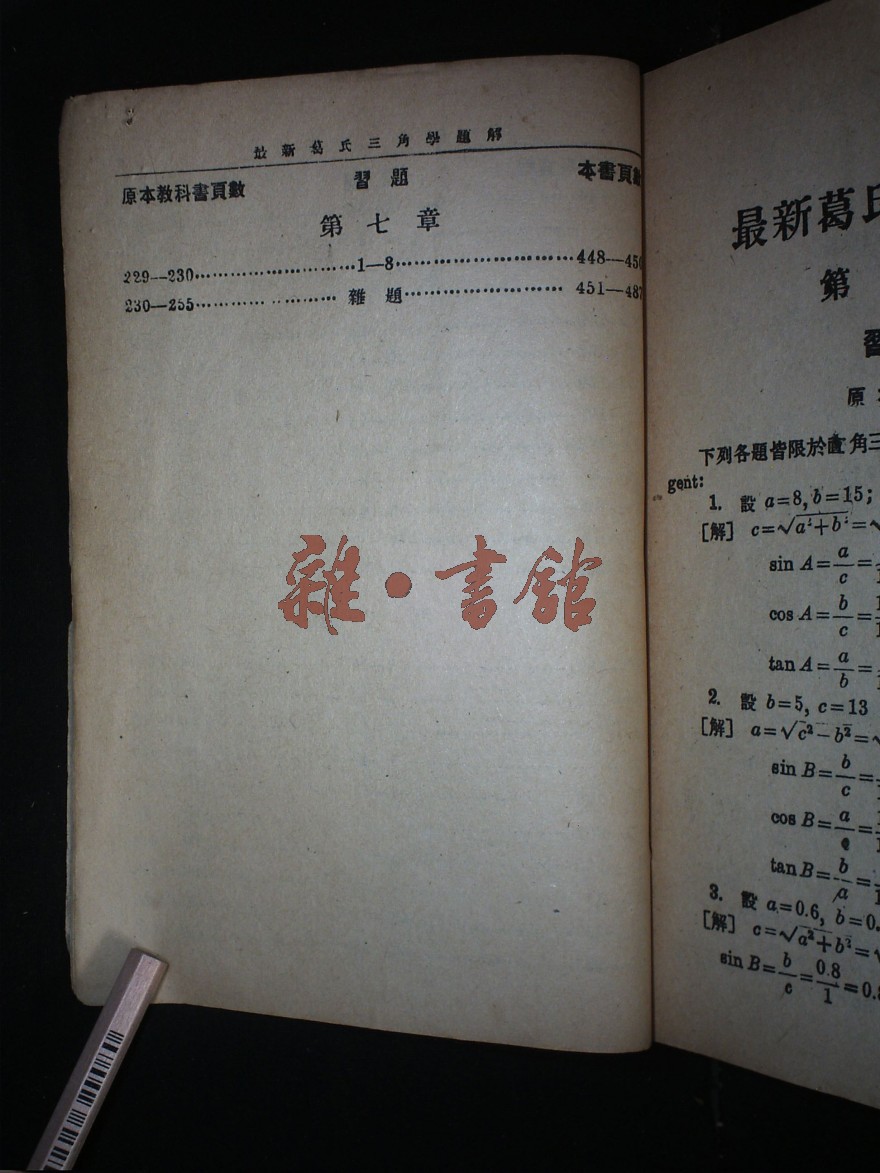 最新葛氏三角學題解
原本教科書頁數 習題 本書頁數
第七章
229—230 1—8 448—450
230—255 雜題 451—487
雜·書館
最新葛氏
第
習
原
下列各題皆限於直角三
gent:
1. 設 a=8, b=15;
[解] c=√a²+b²=√
sin A=a/c=
cos A=b/c=
tan A=a/b=
2. 設 b=5, c=13
[解] a=√c²-b²=√
sin B=b/c=
cos B=a/c=
tan B=b/a=
3. 設 a=0.6, b=0.
[解] c=√a²+b²=√
sin B=b/c=0.8/1=0.8